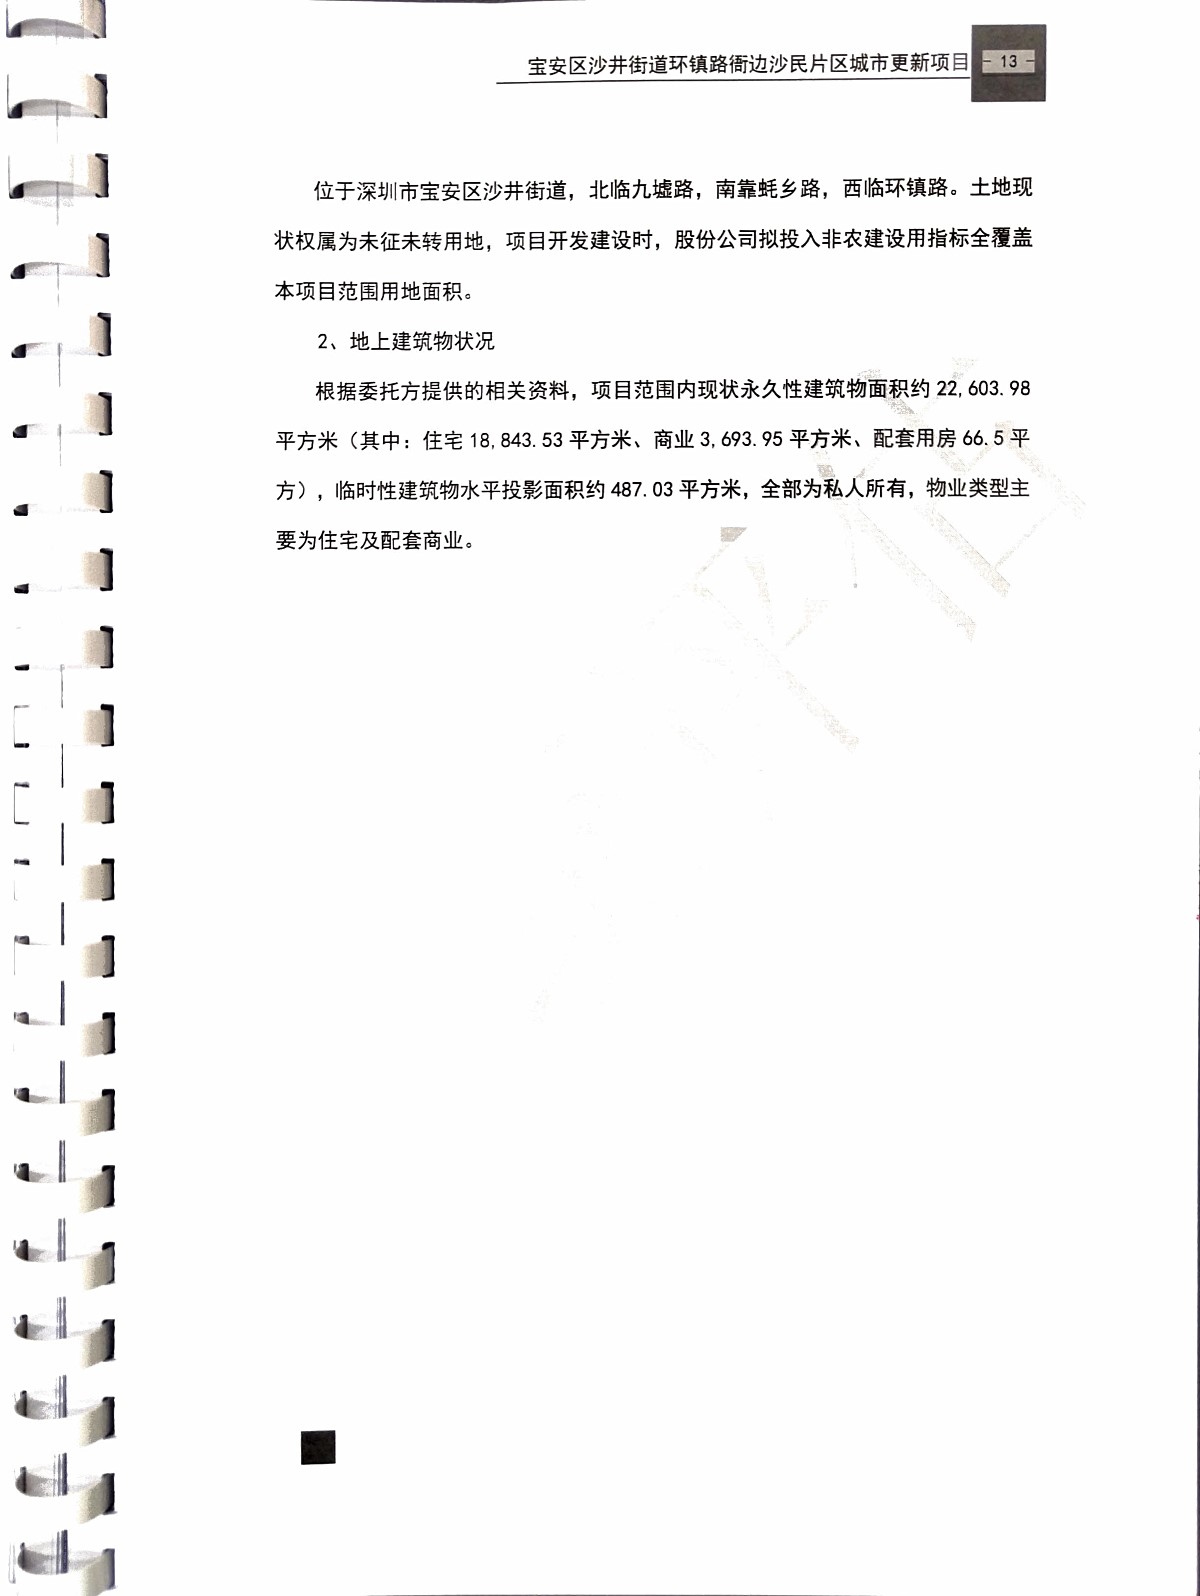 宝安区沙井街道环镇路衙边沙民片区城市更新项目
- 13 -
位于深圳市宝安区沙井街道，北临九墟路，南靠蚝乡路，西临环镇路。土地现
状权属为未征未转用地，项目开发建设时，股份公司拟投入非农建设用指标全覆盖
本项目范围用地面积。
2、地上建筑物状况
根据委托方提供的相关资料，项目范围内现状永久性建筑物面积约 22,603.98
平方米（其中：住宅 18,843.53 平方米、商业 3,693.95 平方米、配套用房 66.5 平
方），临时性建筑物水平投影面积约 487.03 平方米，全部为私人所有，物业类型主
要为住宅及配套商业。